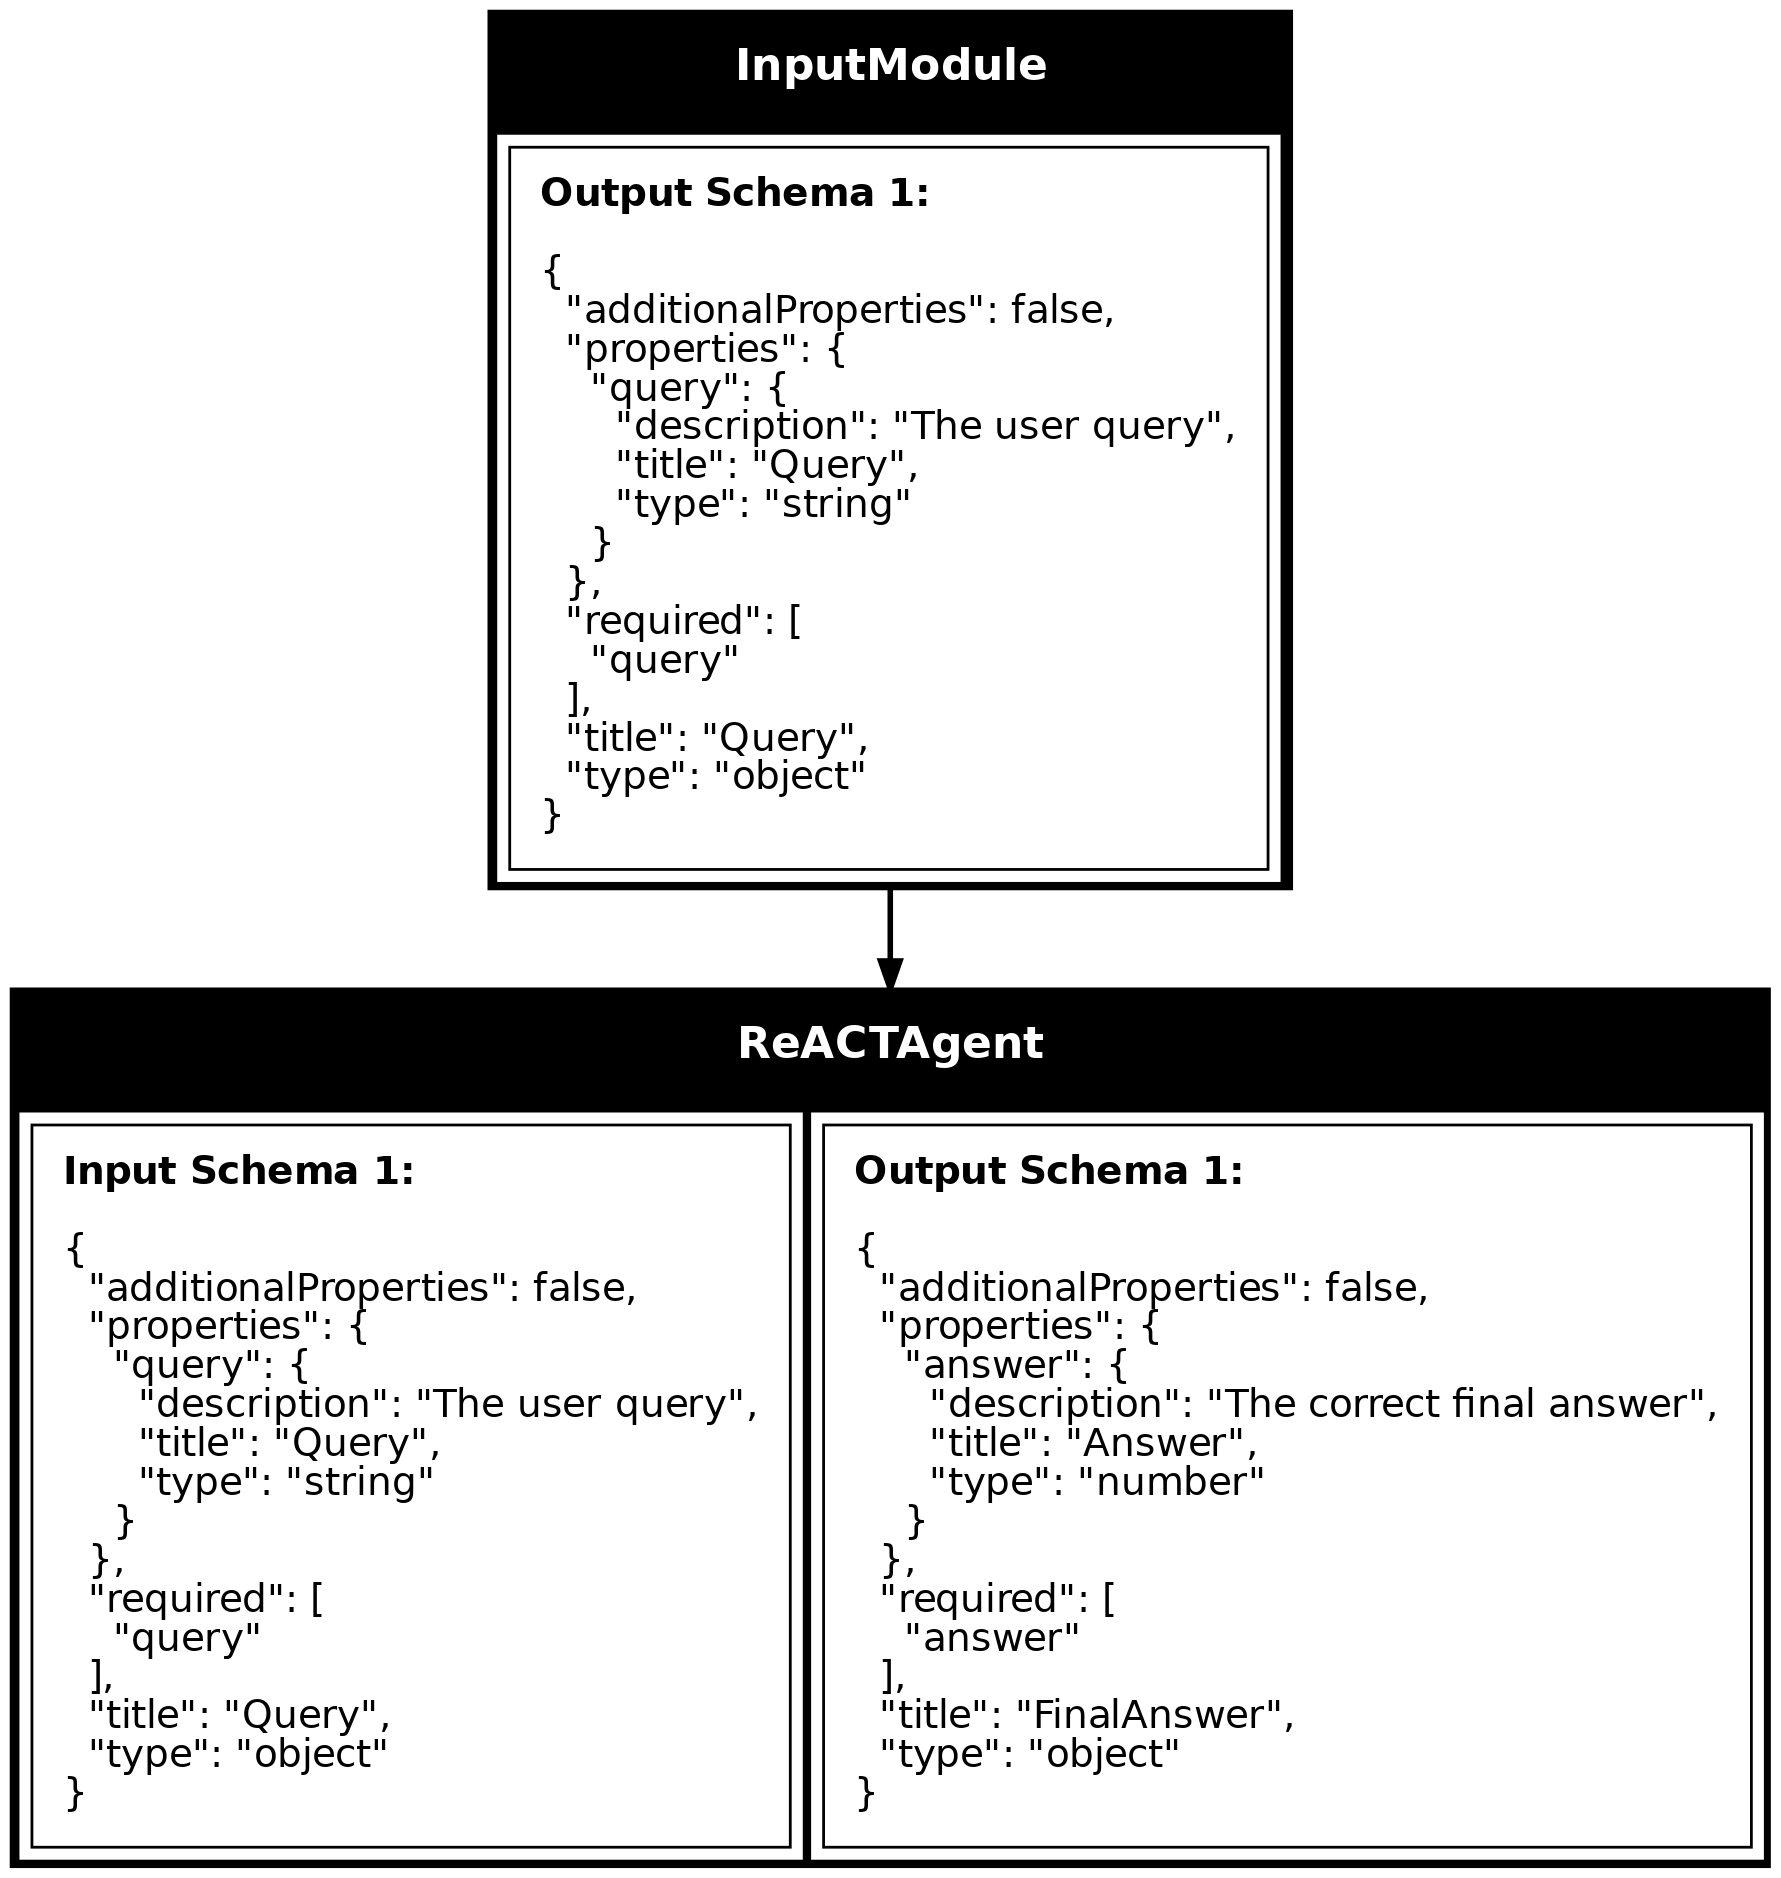 InputModule
Output Schema 1:
{
  "additionalProperties": false,
  "properties": {
    "query": {
      "description": "The user query",
      "title": "Query",
      "type": "string"
    }
  },
  "required": [
    "query"
  ],
  "title": "Query",
  "type": "object"
}
ReACTAgent
Input Schema 1:
{
  "additionalProperties": false,
  "properties": {
    "query": {
      "description": "The user query",
      "title": "Query",
      "type": "string"
    }
  },
  "required": [
    "query"
  ],
  "title": "Query",
  "type": "object"
}
Output Schema 1:
{
  "additionalProperties": false,
  "properties": {
    "answer": {
      "description": "The correct final answer",
      "title": "Answer",
      "type": "number"
    }
  },
  "required": [
    "answer"
  ],
  "title": "FinalAnswer",
  "type": "object"
}